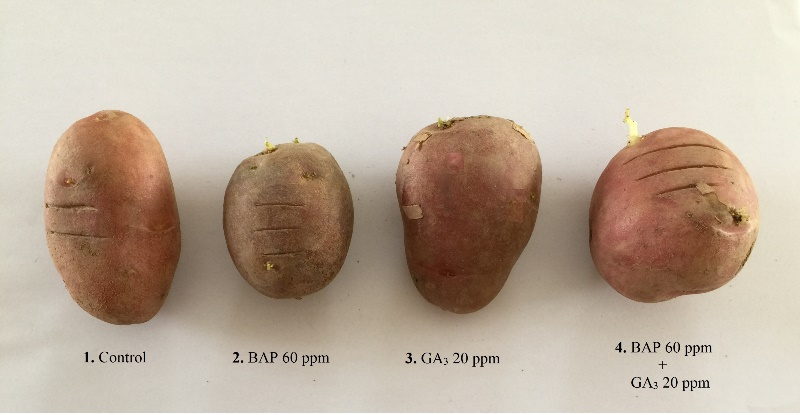 1. Control
2. BAP 60 ppm
3. GA₃ 20 ppm
4. BAP 60 ppm
+
GA₃ 20 ppm